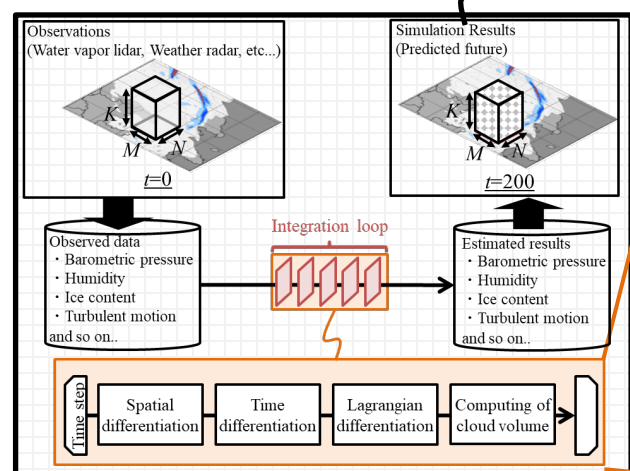 Observations
(Water vapor lidar, Weather radar, etc...)
K
M
N
t=0
Simulation Results
(Predicted future)
K
M
N
t=200
Observed data
・Barometric pressure
・Humidity
・Ice content
・Turbulent motion
and so on..
Integration loop
Estimated results
・Barometric pressure
・Humidity
・Ice content
・Turbulent motion
and so on..
Time step
Spatial
differentiation
Time
differentiation
Lagrangian
differentiation
Computing of
cloud volume